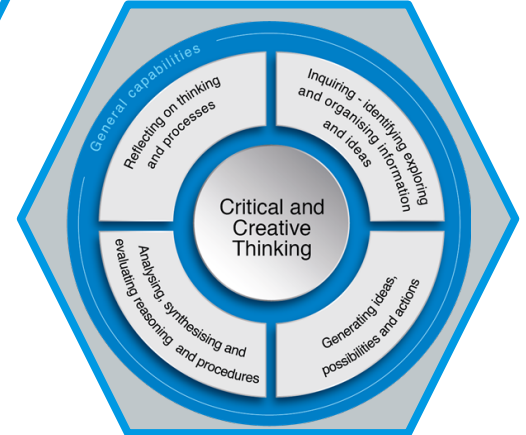 General capabilities
Reflecting on thinking
and processes
Inquiring - identifying exploring
and organising information
and ideas
Critical and
Creative
Thinking
Analysing, synthesising and
evaluating reasoning and procedures
Generating ideas,
possibilities and actions